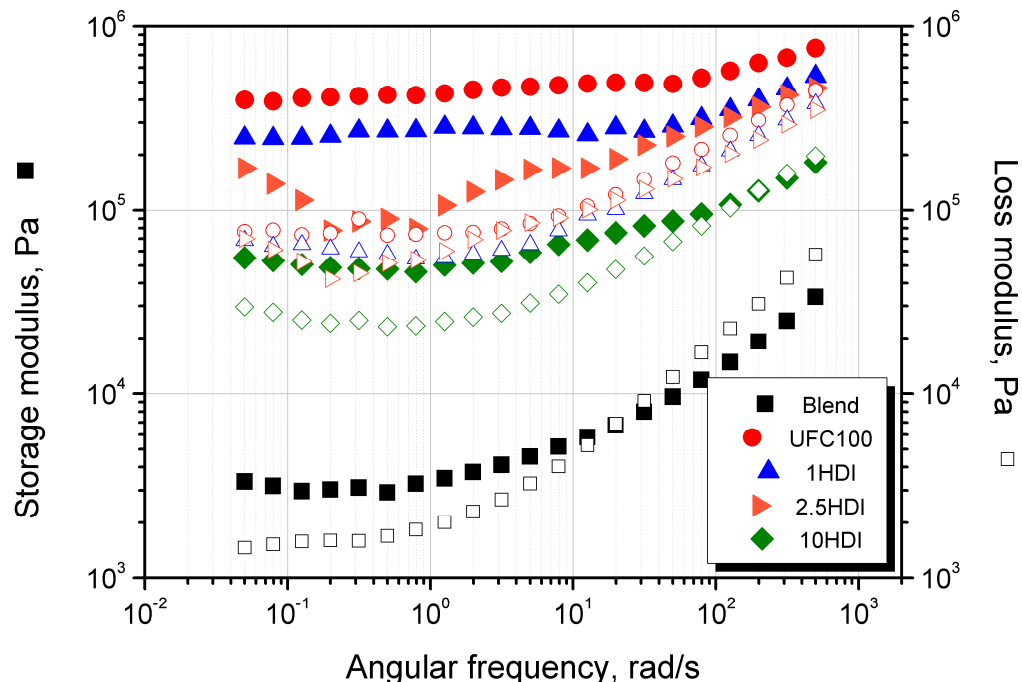 10^6
10^5
10^4
10^3
10^6
10^5
10^4
10^3
10^-2
10^-1
10^0
10^1
10^2
10^3
Storage modulus, Pa
Loss modulus, Pa
Angular frequency, rad/s
Blend
UFC100
1HDI
2.5HDI
10HDI